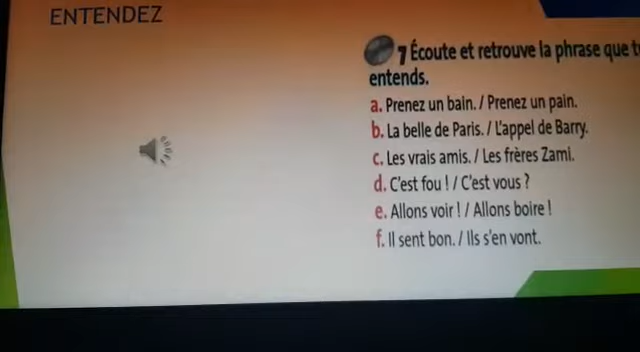 ENTENDEZ
7 Écoute et retrouve la phrase que
entends.
a. Prenez un bain. / Prenez un pain.
b. La belle de Paris. / L'appel de Barry.
c. Les vrais amis. / Les frères Zami.
d. C'est fou ! / C'est vous ?
e. Allons voir ! / Allons boire !
f. Il sent bon. / Ils s'en vont.